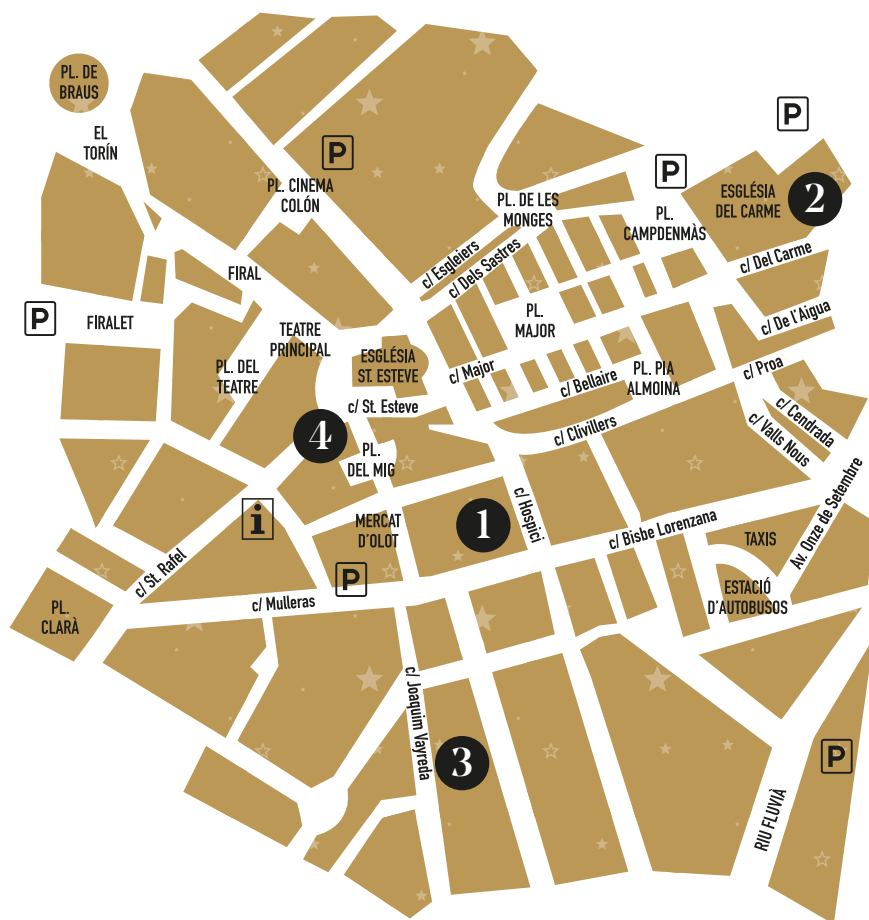 PL. DE
BRAUS
EL
TORÍN
P
PL. CINEMA
COLÓN
P
P
P
ESGLÉSIA
DEL CARME
2
PL. DE LES
MONGES
PL.
CAMPDENMÀS
c/ Esgleiers
c/ Dels Sastres
c/ Del Carme
FIRAL
P
FIRALET
TEATRE
PRINCIPAL
PL.
MAJOR
c/ De l'Aigua
PL. DEL
TEATRE
ESGLÉSIA
ST. ESTEVE
c/ Major
c/ Bellaire
PL. PIA
ALMOINA
c/ Proa
c/ St. Esteve
c/ Clivillers
c/ Cendrada
c/ Valls Nous
4
PL.
DEL MIG
i
MERCAT
D'OLOT
1
c/ Hospici
c/ Bisbe Lorenzana
TAXIS
Av. Onze de Setembre
c/ St. Rafel
P
c/ Mulleras
ESTACIÓ
D'AUTOBUSOS
PL.
CLARÀ
c/ Joaquim Vayreda
3
P
RIU FLUVIÀ